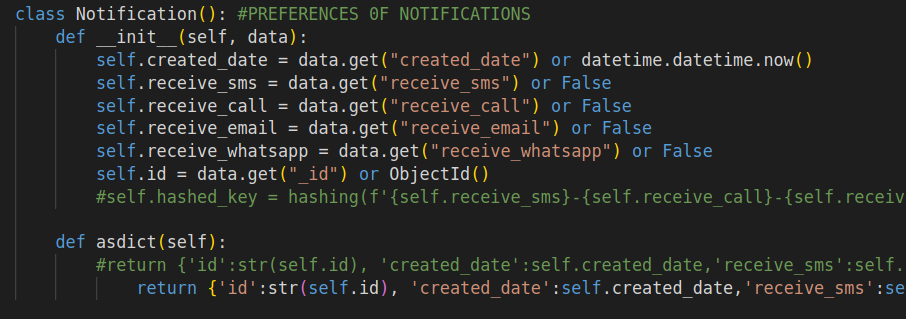 class Notification(): #PREFERENCES 0F NOTIFICATIONS
def __init__(self, data):
self.created_date = data.get("created_date") or datetime.datetime.now()
self.receive_sms = data.get("receive_sms") or False
self.receive_call = data.get("receive_call") or False
self.receive_email = data.get("receive_email") or False
self.receive_whatsapp = data.get("receive_whatsapp") or False
self.id = data.get("_id") or ObjectId()
#self.hashed_key = hashing(f'{self.receive_sms}-{self.receive_call}-{self.receiv
def asdict(self):
#return {'id':str(self.id), 'created_date':self.created_date,'receive_sms':self.
return {'id':str(self.id), 'created_date':self.created_date,'receive_sms':se